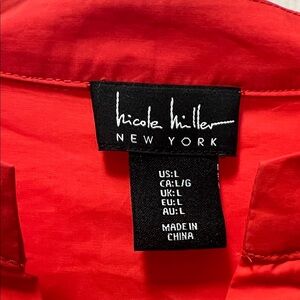 nicole miller
NEW YORK
US:L
CA:L/G
UK:L
EU:L
AU:L
MADE IN
CHINA